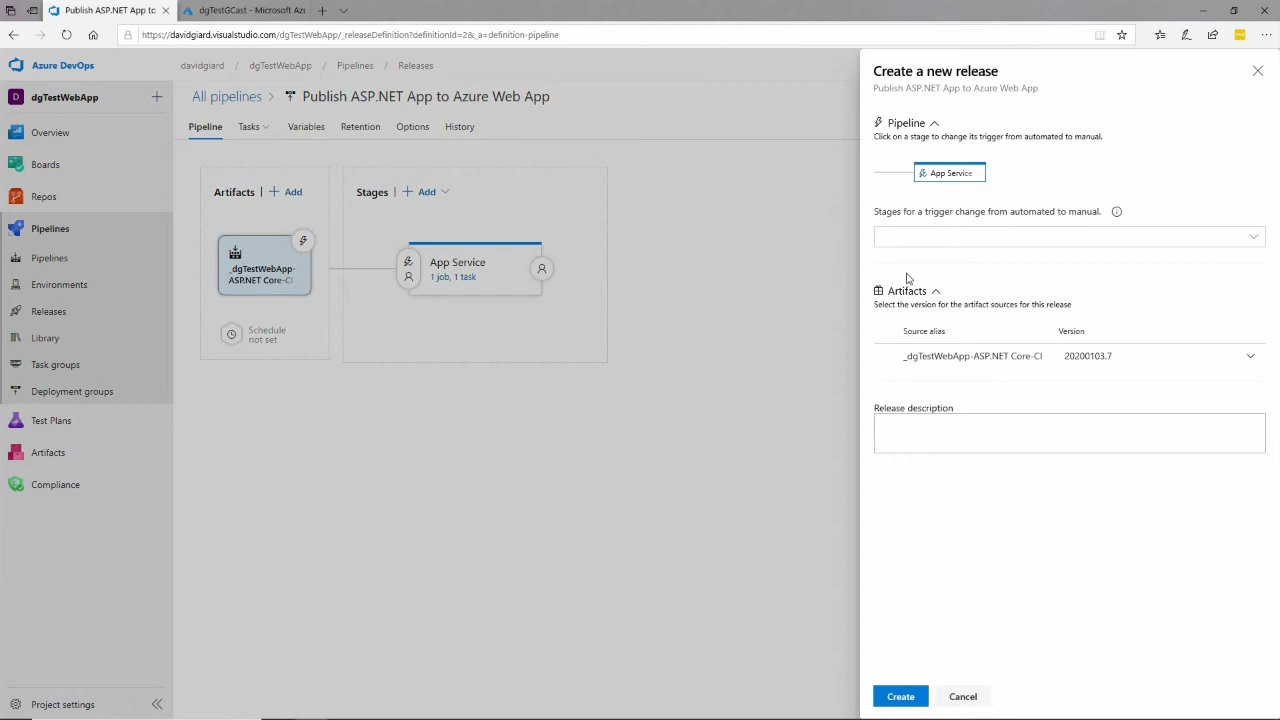 Publish ASP.NET App to
dgTestGCast - Microsoft Azu
https://davidgiard.visualstudio.com/dgTestWebApp/_releaseDefinition?definitionId=2&_a=definition-pipeline
Azure DevOps
davidgiard / dgTestWebApp / Pipelines / Releases
D dgTestWebApp
Overview
Boards
Repos
Pipelines
Pipelines
Environments
Releases
Library
Task groups
Deployment groups
Test Plans
Artifacts
Compliance
Project settings
All pipelines > Publish ASP.NET App to Azure Web App
Pipeline Tasks Variables Retention Options History
Artifacts + Add
Stages + Add
_dgTestWebApp-
ASP.NET Core-CI
App Service
1 job, 1 task
Schedule
not set
Create a new release
Publish ASP.NET App to Azure Web App
Pipeline
Click on a stage to change its trigger from automated to manual.
App Service
Stages for a trigger change from automated to manual.
Artifacts
Select the version for the artifact sources for this release
Source alias Version
_dgTestWebApp-ASP.NET Core-CI 20200103.7
Release description
Create Cancel